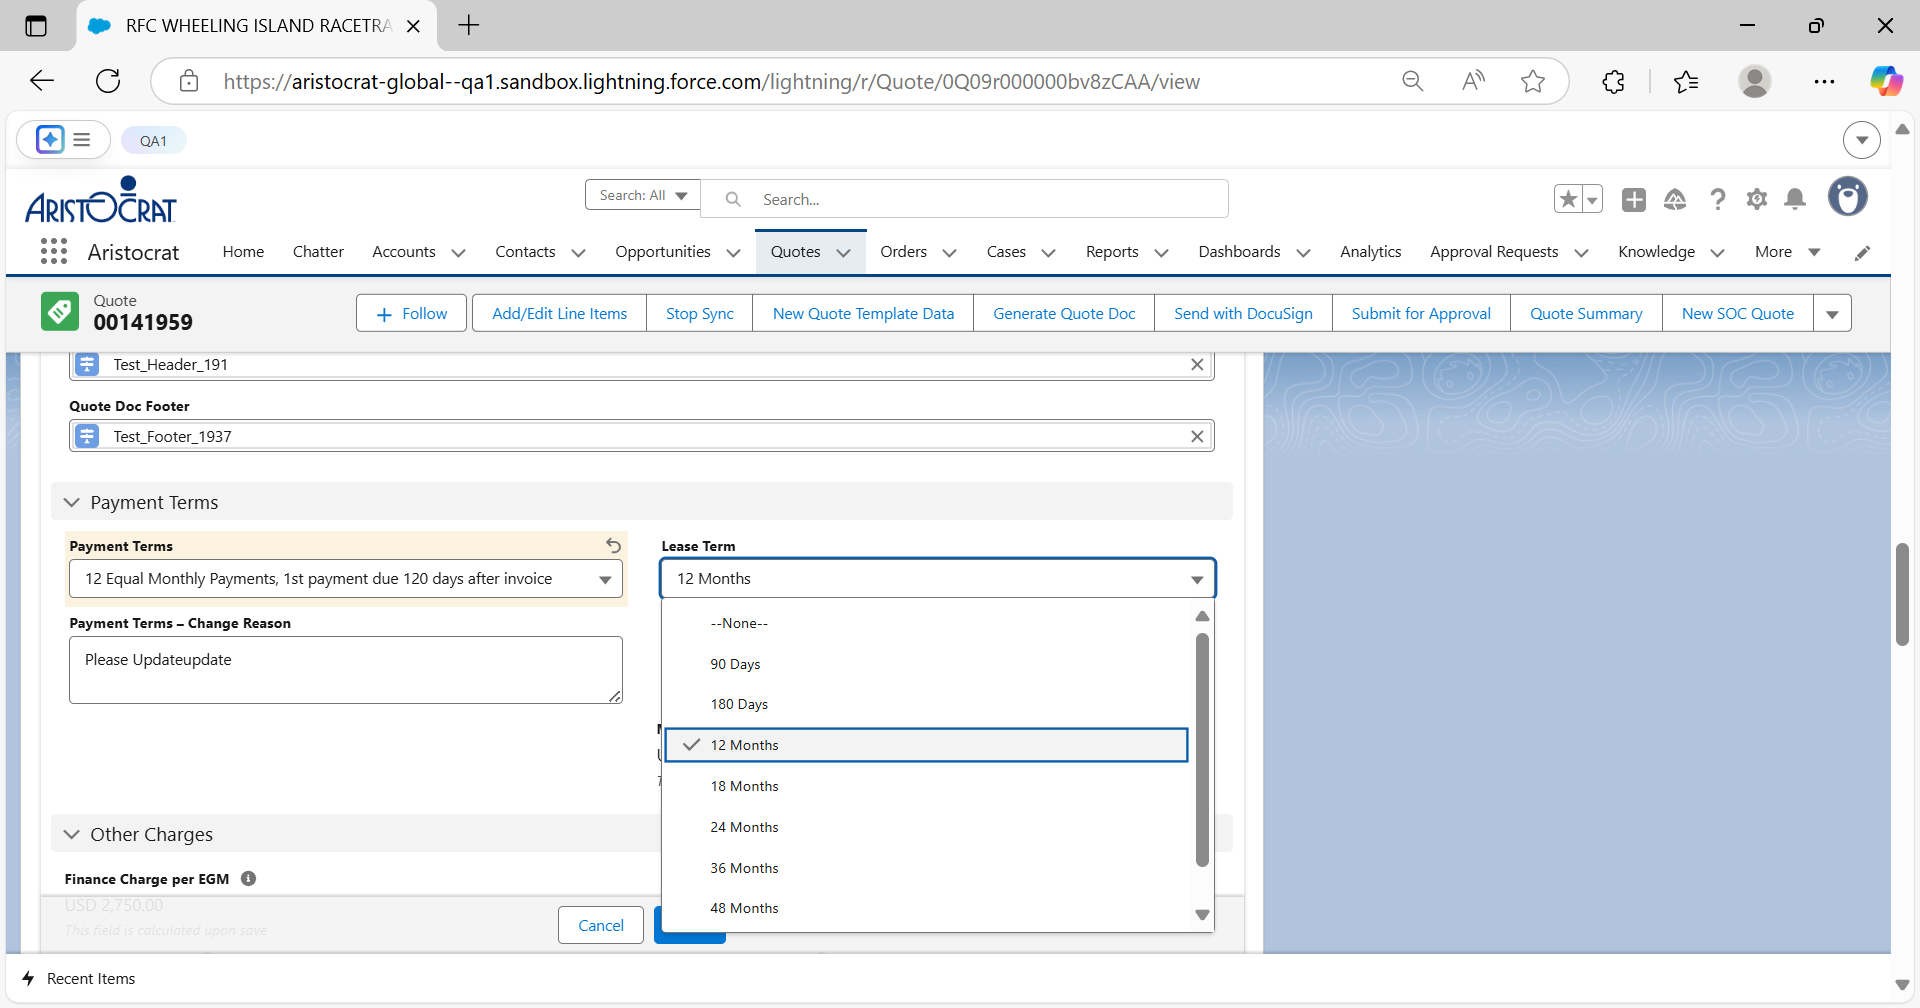 RFC WHEELING ISLAND RACETRA
https://aristocrat-global--qa1.sandbox.lightning.force.com/lightning/r/Quote/0Q09r000000bv8zCAA/view
QA1
ARISTOCRAT
Search: All
Search...
Aristocrat
Home
Chatter
Accounts
Contacts
Opportunities
Quotes
Orders
Cases
Reports
Dashboards
Analytics
Approval Requests
Knowledge
More
Quote
00141959
Follow
Add/Edit Line Items
Stop Sync
New Quote Template Data
Generate Quote Doc
Send with DocuSign
Submit for Approval
Quote Summary
New SOC Quote
Test_Header_191
Quote Doc Footer
Test_Footer_1937
Payment Terms
Payment Terms
12 Equal Monthly Payments, 1st payment due 120 days after invoice
Payment Terms – Change Reason
Please Updateupdate
Lease Term
12 Months
--None--
90 Days
180 Days
12 Months
18 Months
24 Months
36 Months
48 Months
Other Charges
Finance Charge per EGM
USD 2,750.00
This field is calculated upon save
Cancel
Recent Items